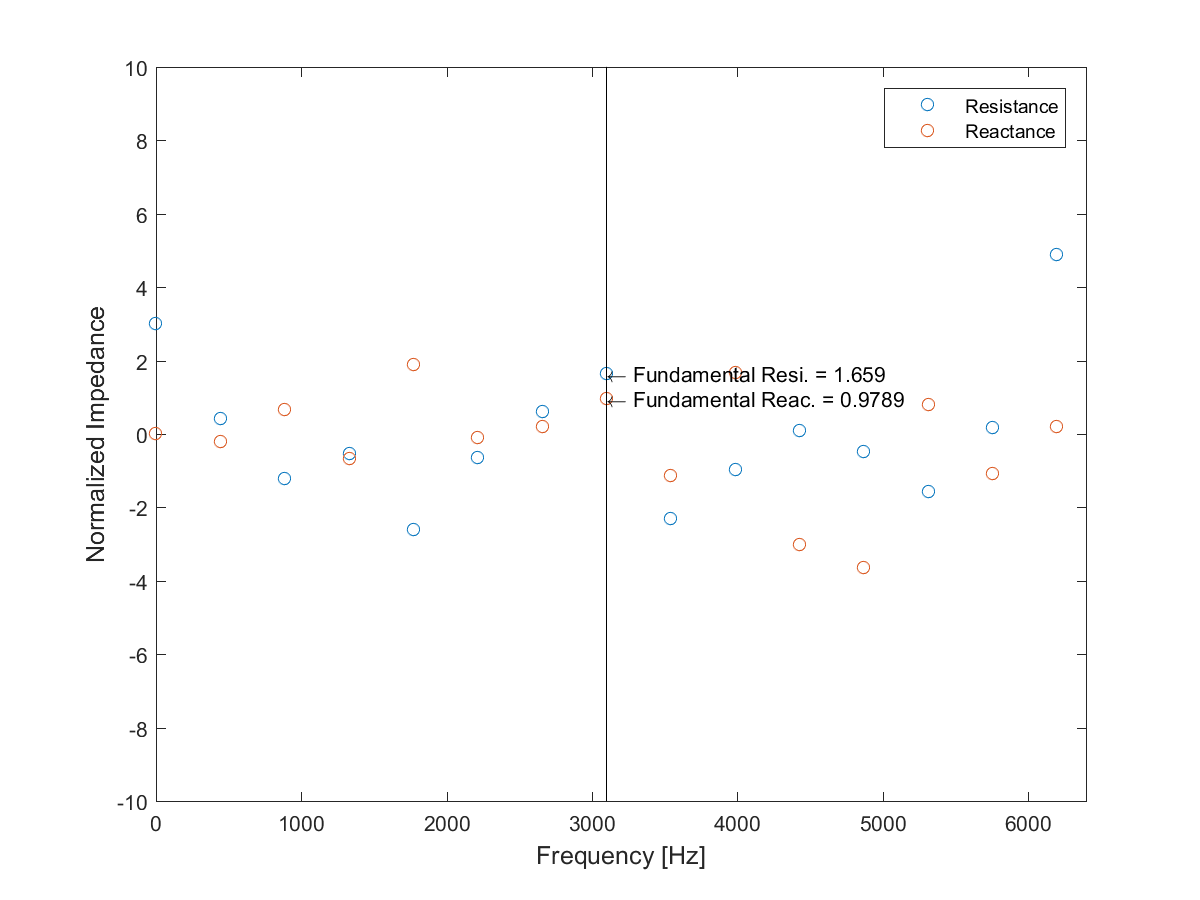 10
8
6
4
2
0
-2
-4
-6
-8
-10
Normalized Impedance
Resistance
Reactance
Fundamental Resi. = 1.659
Fundamental Reac. = 0.9789
0 1000 2000 3000 4000 5000 6000
Frequency [Hz]